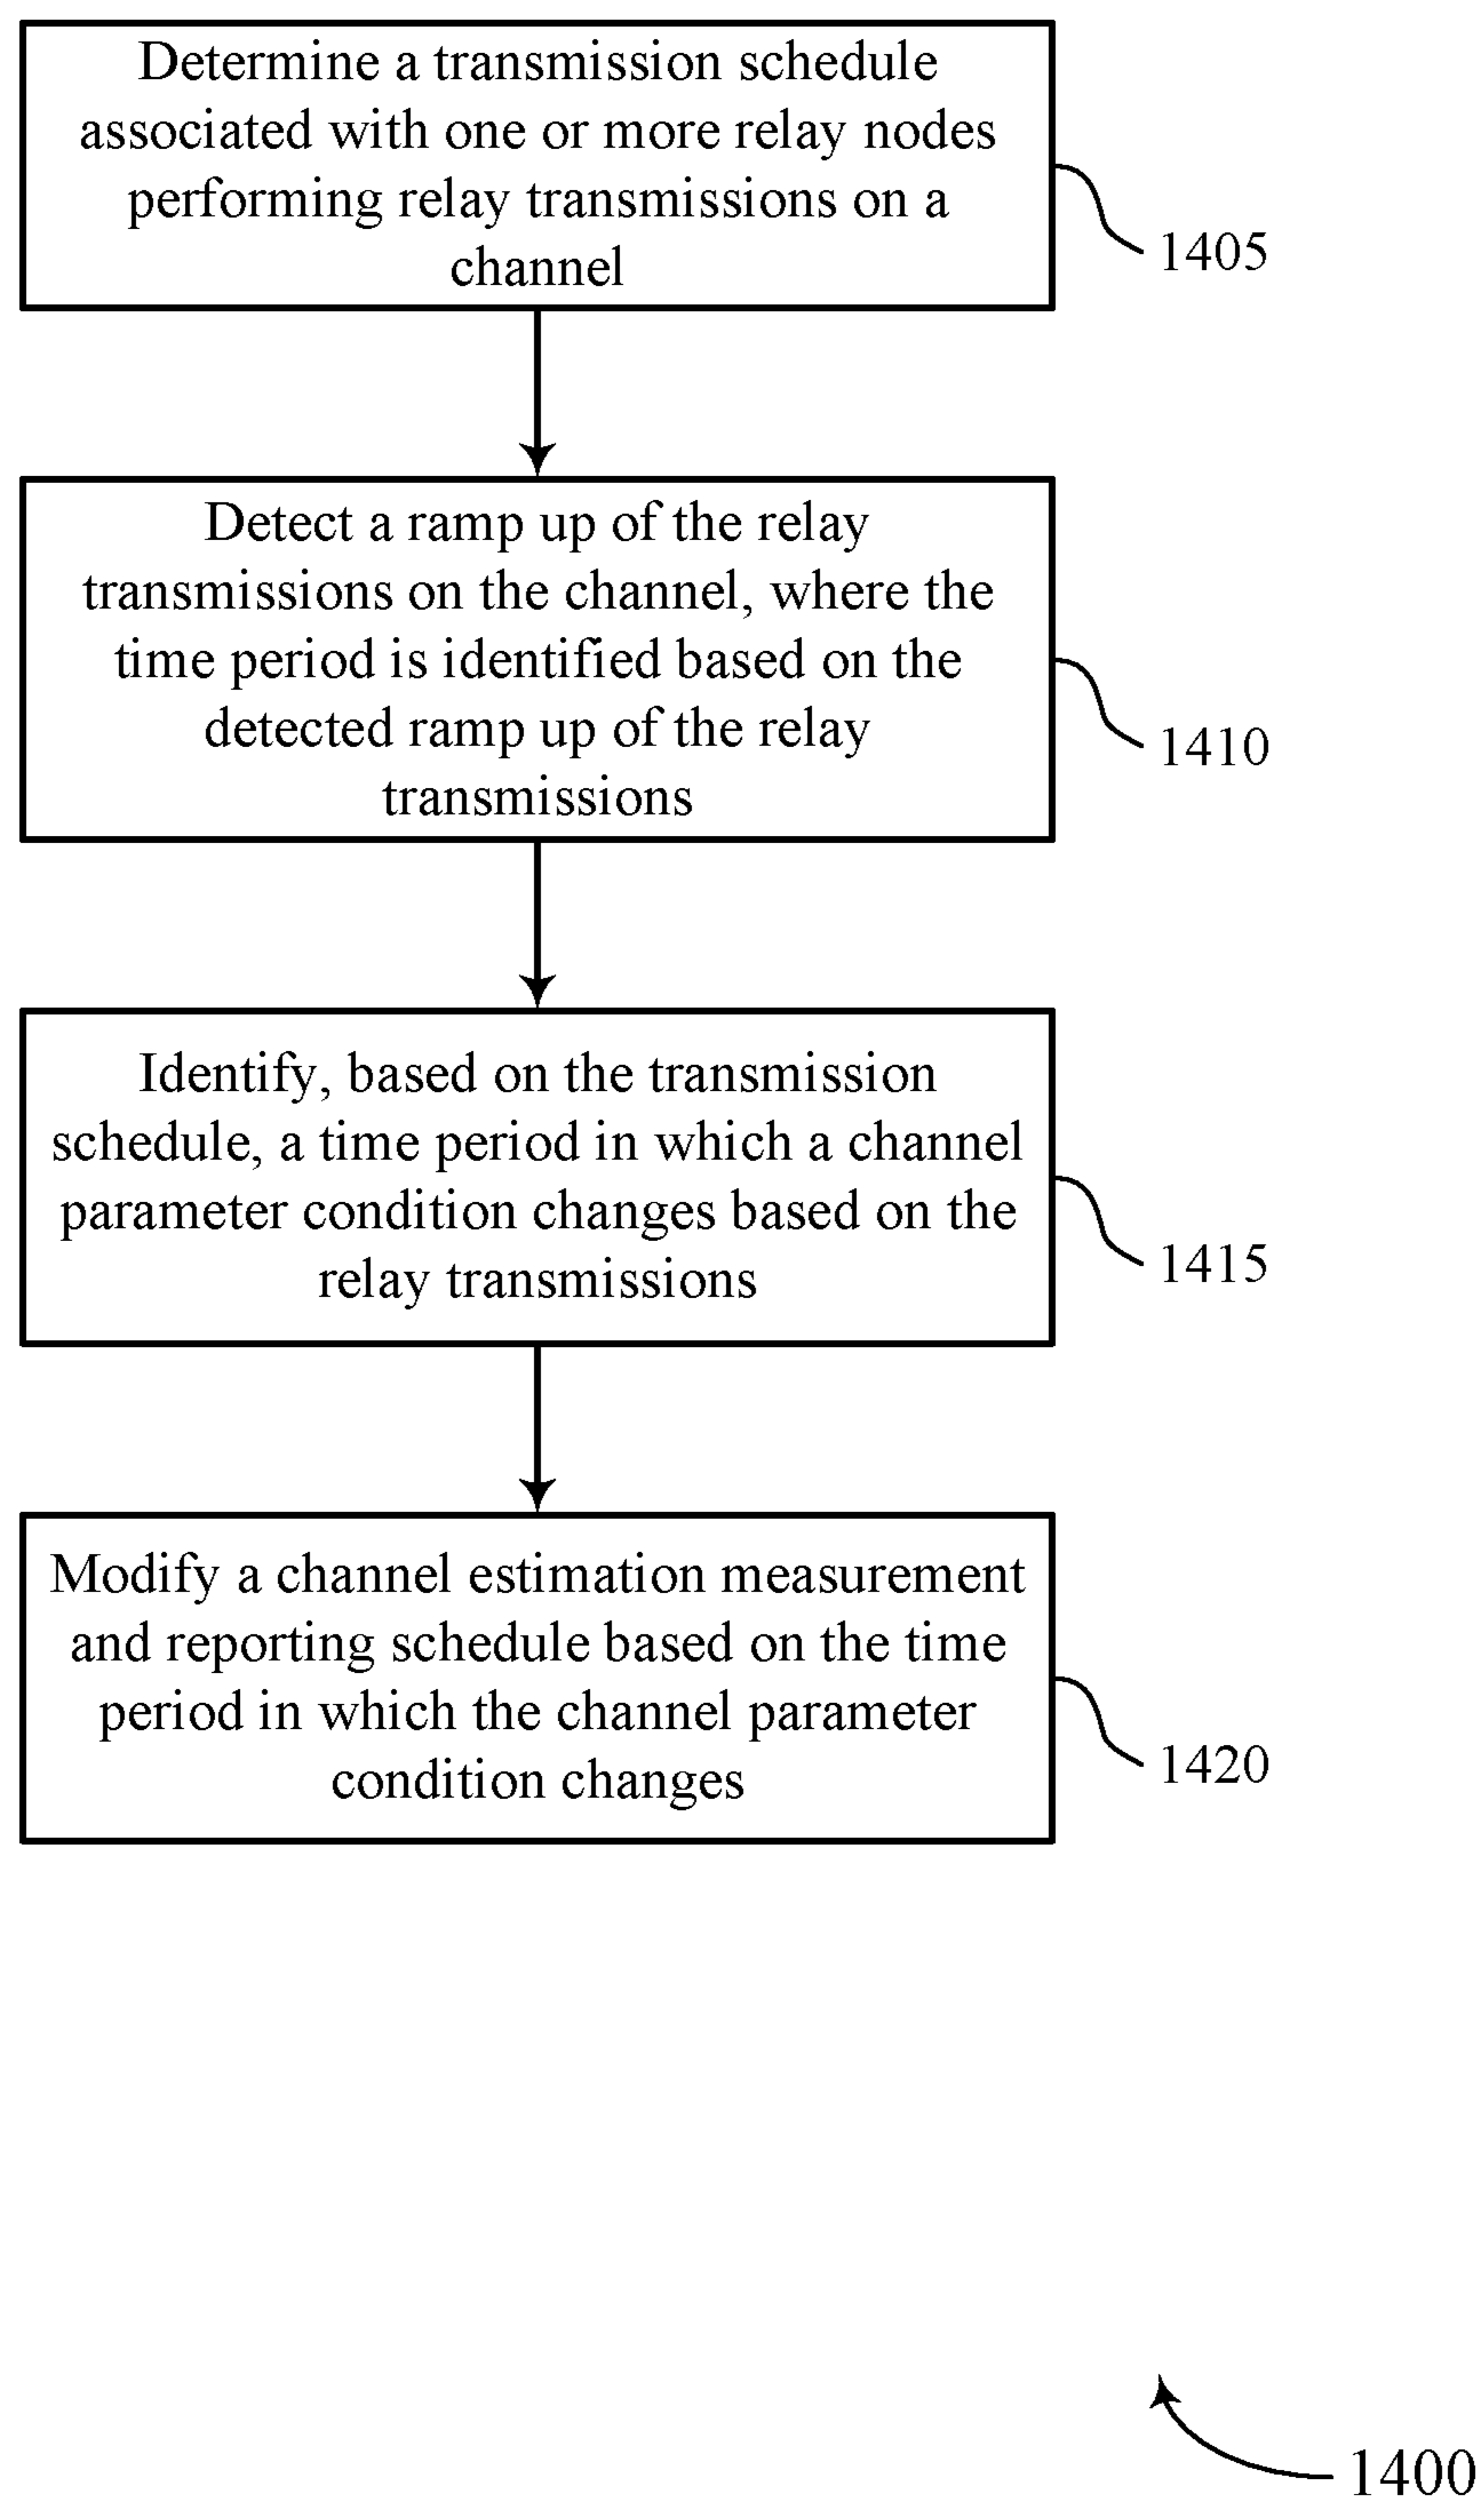 Determine a transmission schedule
associated with one or more relay nodes
performing relay transmissions on a
channel
1405
Detect a ramp up of the relay
transmissions on the channel, where the
time period is identified based on the
detected ramp up of the relay
transmissions
1410
Identify, based on the transmission
schedule, a time period in which a channel
parameter condition changes based on the
relay transmissions
1415
Modify a channel estimation measurement
and reporting schedule based on the time
period in which the channel parameter
condition changes
1420
1400